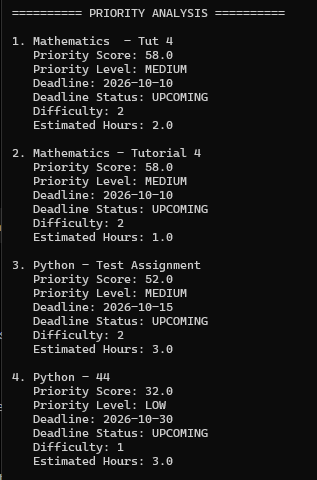 ========== PRIORITY ANALYSIS ==========
1. Mathematics  - Tut 4
   Priority Score: 58.0
   Priority Level: MEDIUM
   Deadline: 2026-10-10
   Deadline Status: UPCOMING
   Difficulty: 2
   Estimated Hours: 2.0
2. Mathematics - Tutorial 4
   Priority Score: 58.0
   Priority Level: MEDIUM
   Deadline: 2026-10-10
   Deadline Status: UPCOMING
   Difficulty: 2
   Estimated Hours: 1.0
3. Python - Test Assignment
   Priority Score: 52.0
   Priority Level: MEDIUM
   Deadline: 2026-10-15
   Deadline Status: UPCOMING
   Difficulty: 2
   Estimated Hours: 3.0
4. Python - 44
   Priority Score: 32.0
   Priority Level: LOW
   Deadline: 2026-10-30
   Deadline Status: UPCOMING
   Difficulty: 1
   Estimated Hours: 3.0